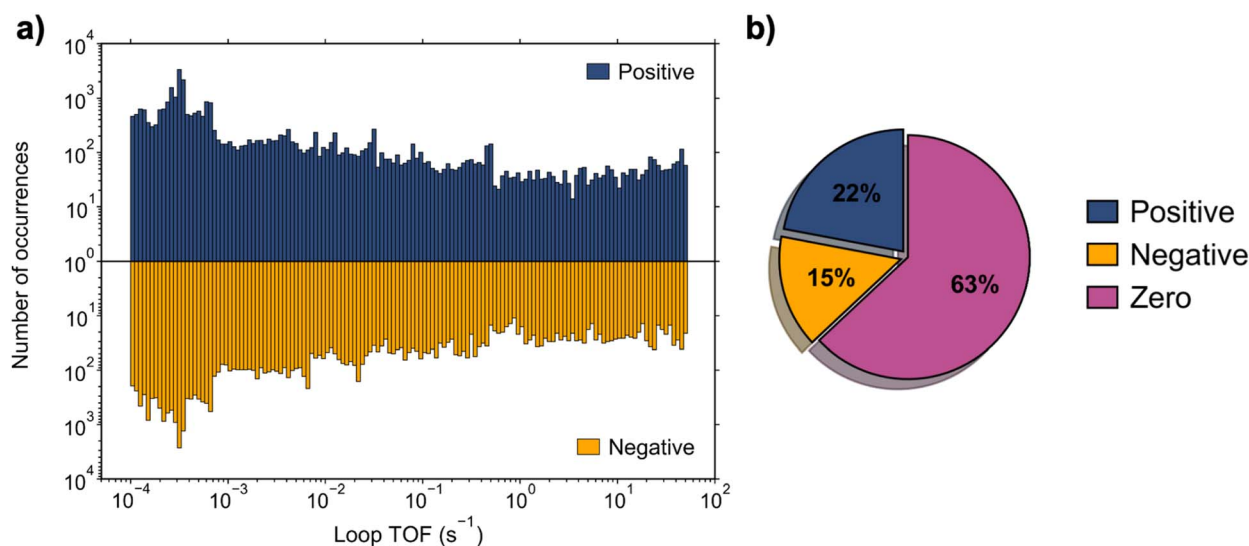 a)
Number of occurrences
10⁴
10³
10²
10¹
10⁰
10⁰
10¹
10²
10³
10⁴
Positive
Negative
10⁻⁴ 10⁻³ 10⁻² 10⁻¹ 10⁰ 10¹ 10²
Loop TOF (s⁻¹)
b)
22%
15%
63%
Positive
Negative
Zero